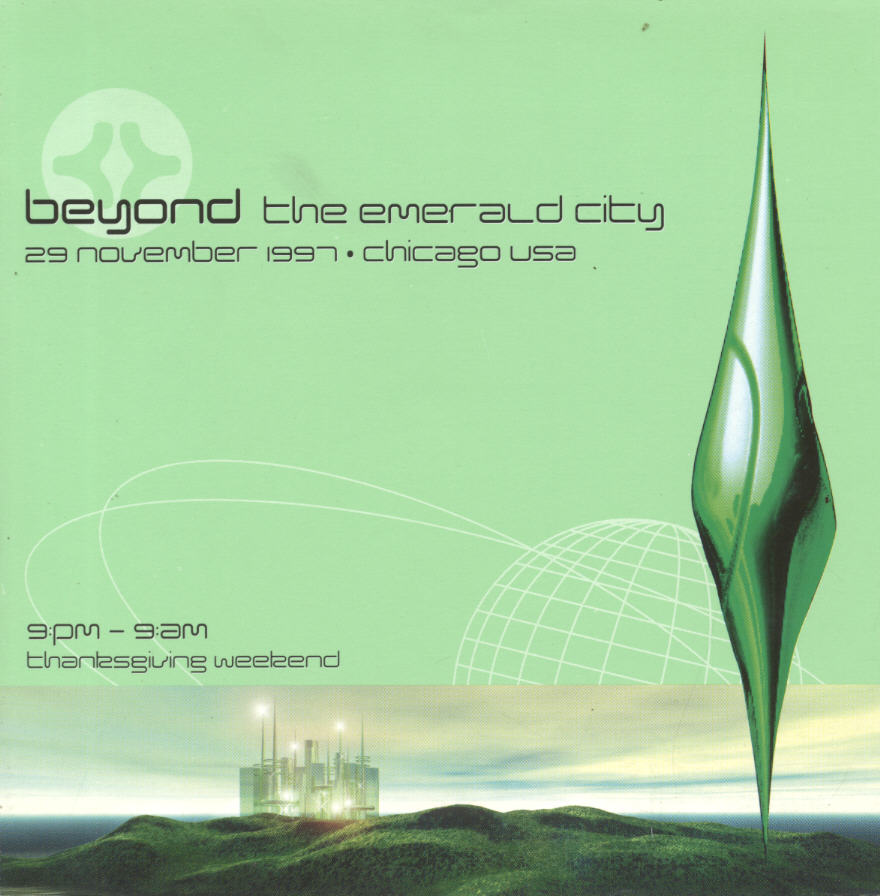 beyond the emerald city
29 november 1997 • chicago usa
9:pm – 9:am
thanksgiving weekend